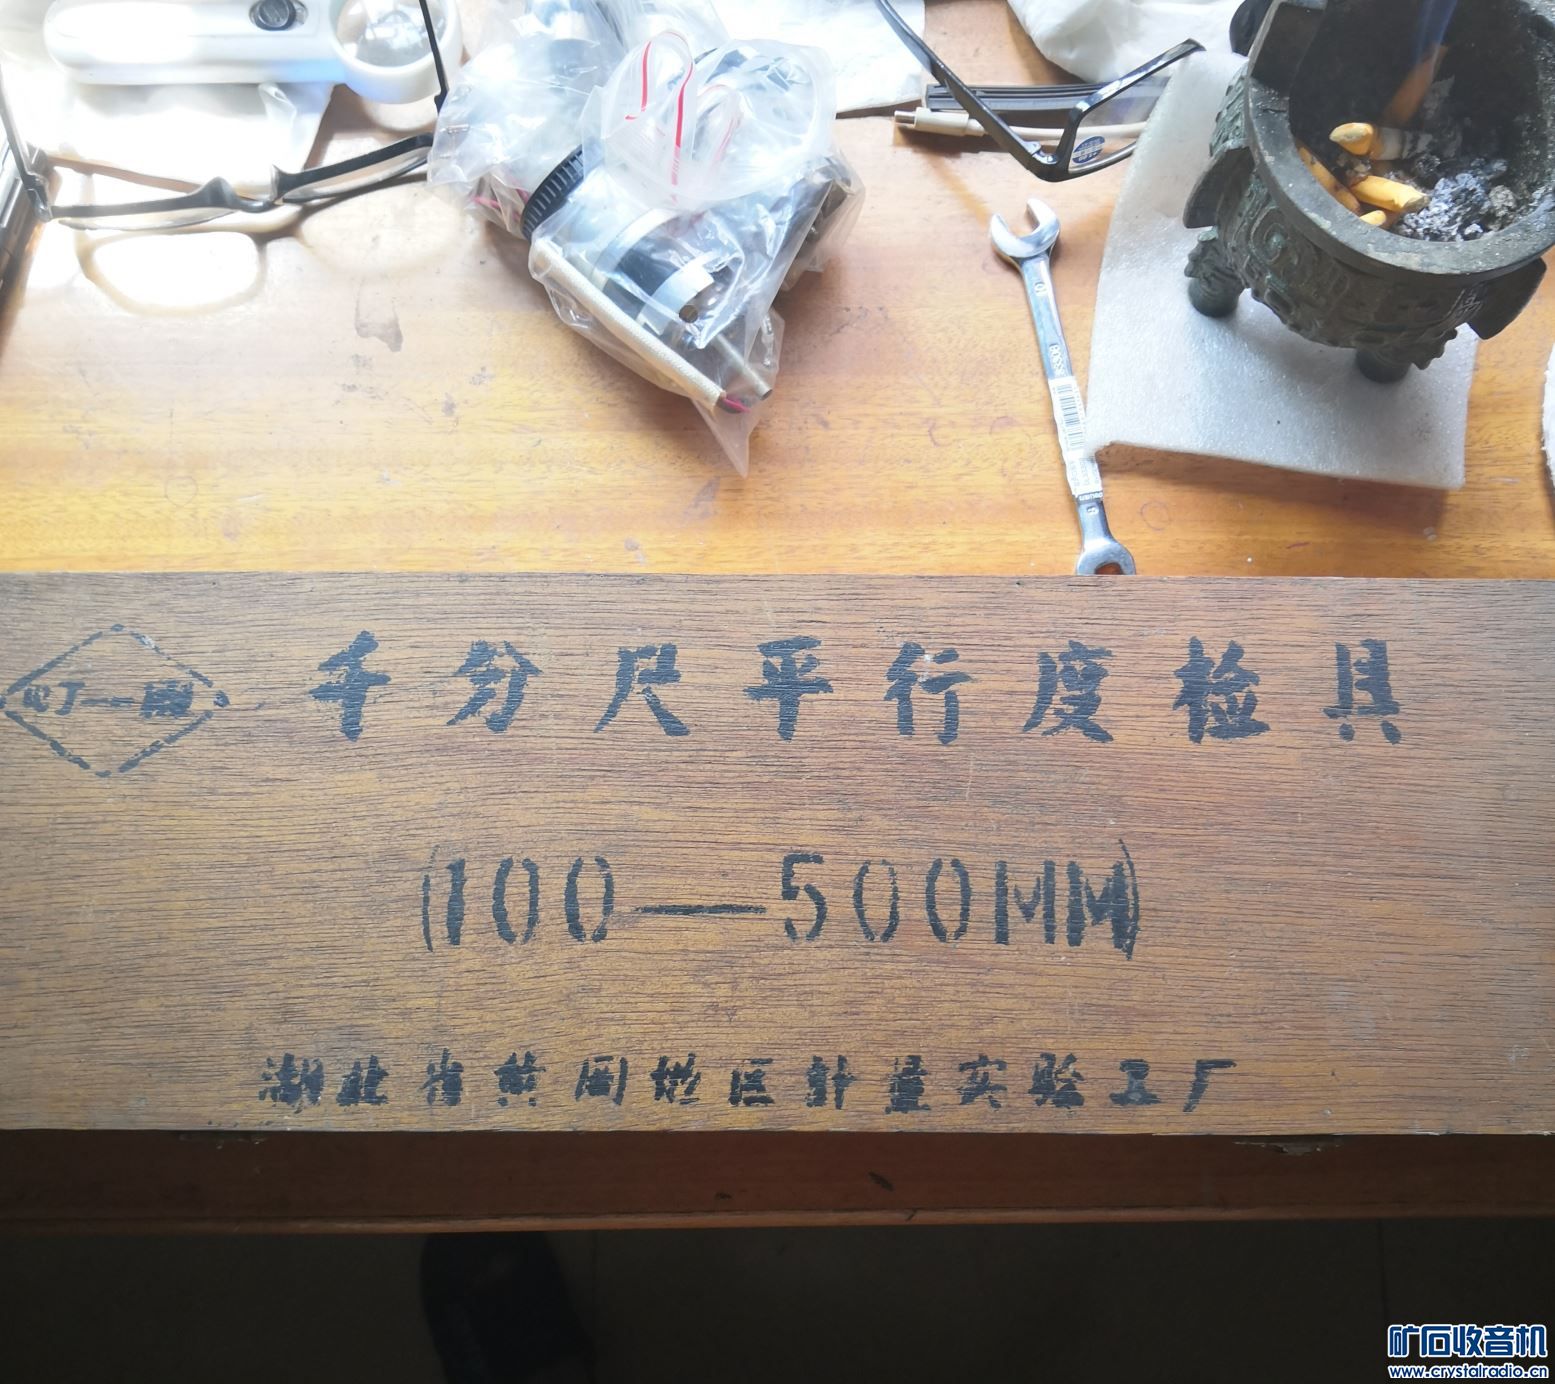 千分尺平行度检具
(100—500MM)
湖北省黄冈地区计量实验工厂
矿石收音机
www.crystalradio.cn